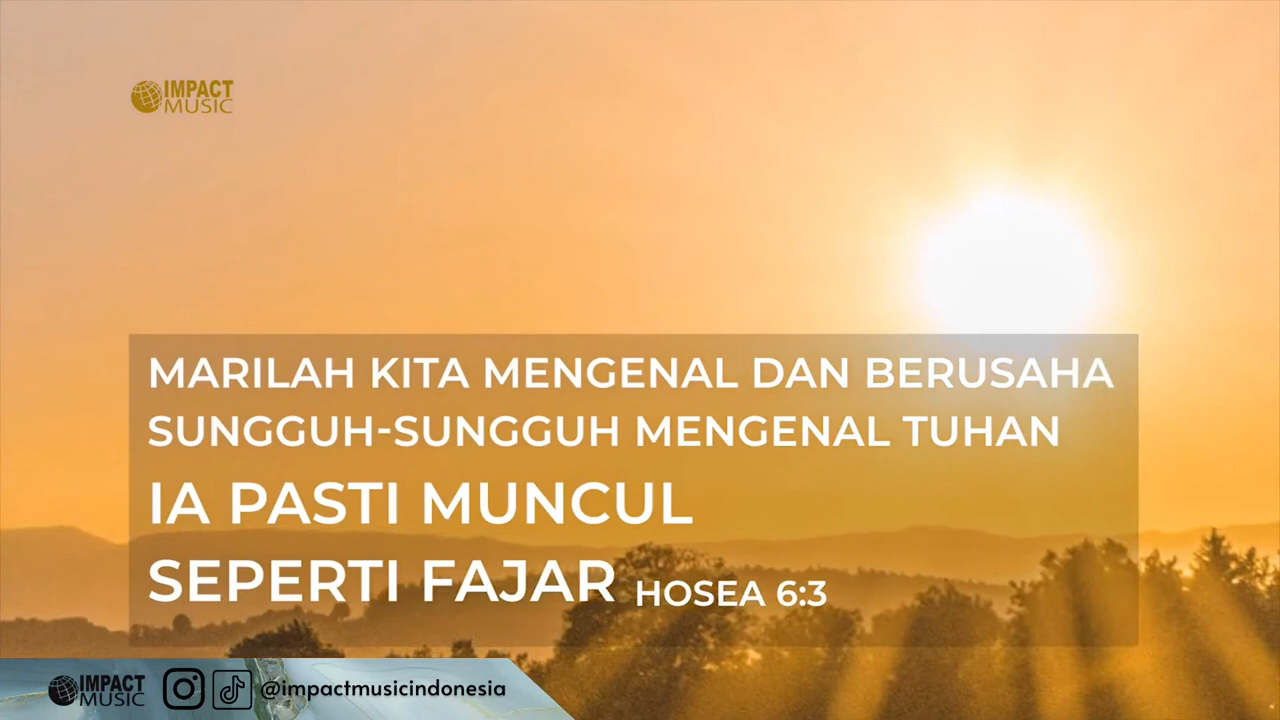 IMPACT
MUSIC
MARILAH KITA MENGENAL DAN BERUSAHA
SUNGGUH-SUNGGUH MENGENAL TUHAN
IA PASTI MUNCUL
SEPERTI FAJAR HOSEA 6:3
IMPACT
MUSIC
@impactmusicindonesia